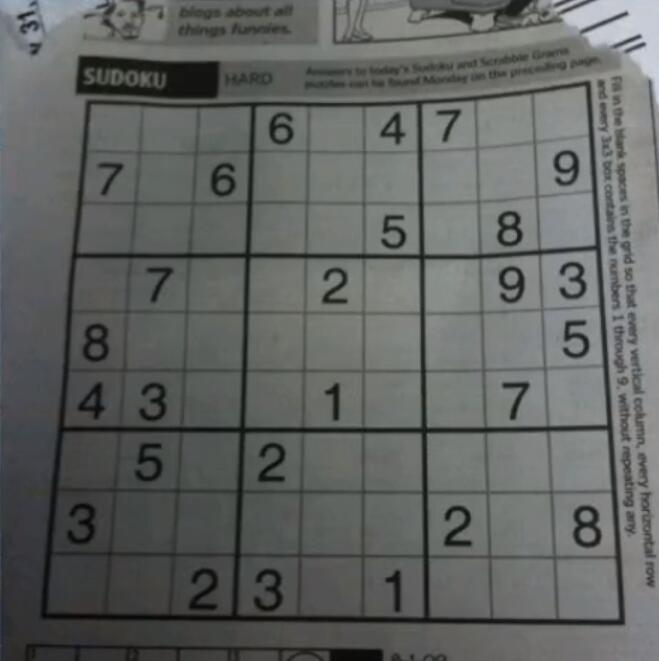 blogs about all
things funnies.
SUDOKU HARD Answers to today's Sudoku and Scrabble Grams
puzzles can be found Monday on the preceding page.
6 4 7
7 6 9
5 8
7 2 9 3
8 5
4 3 1 7
5 2
3 2 8
2 3 1
Fill in the blank spaces in the grid so that every vertical column, every horizontal row
and every 3x3 box contains the numbers 1 through 9, without repeating any.